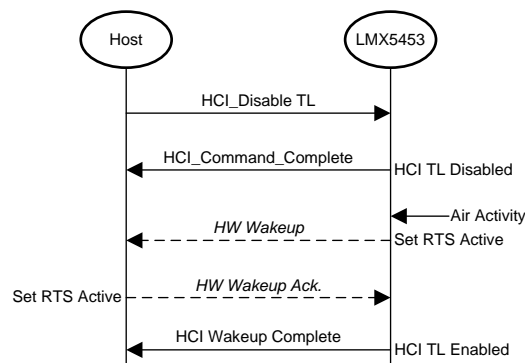 Host
LMX5453
HCI_Disable TL
HCI_Command_Complete
HCI TL Disabled
Air Activity
HW Wakeup
Set RTS Active
Set RTS Active
HW Wakeup Ack.
HCI Wakeup Complete
HCI TL Enabled